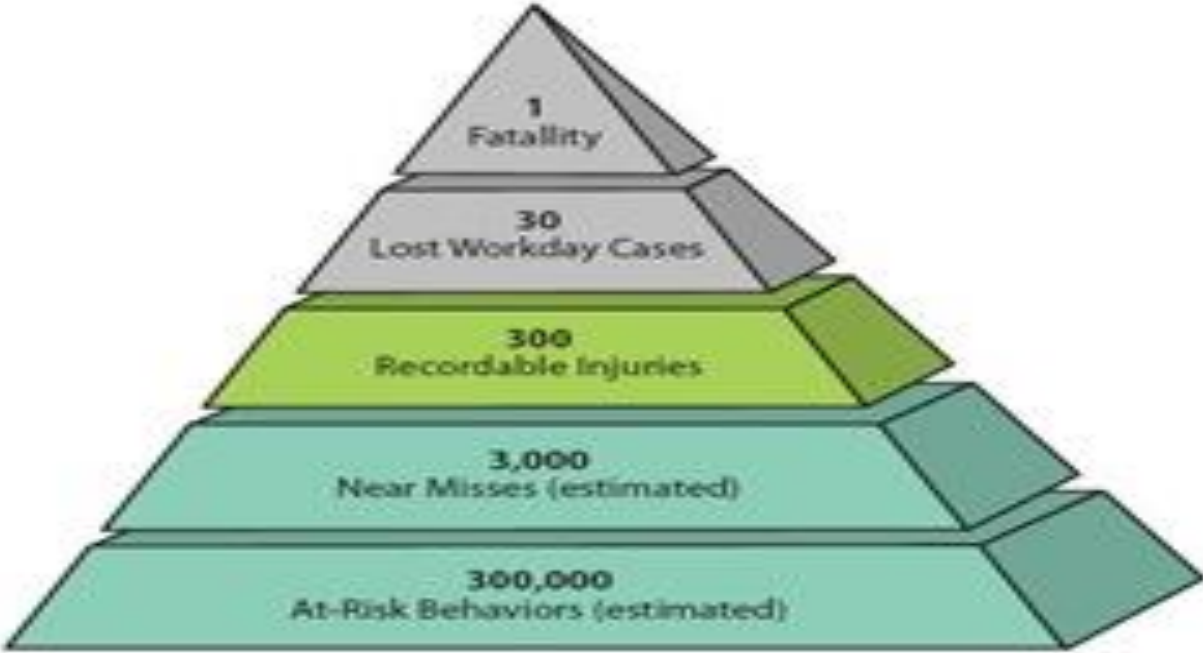 1
Fatallity
30
Lost Workday Cases
300
Recordable Injuries
3,000
Near Misses (estimated)
300,000
At-Risk Behaviors (estimated)